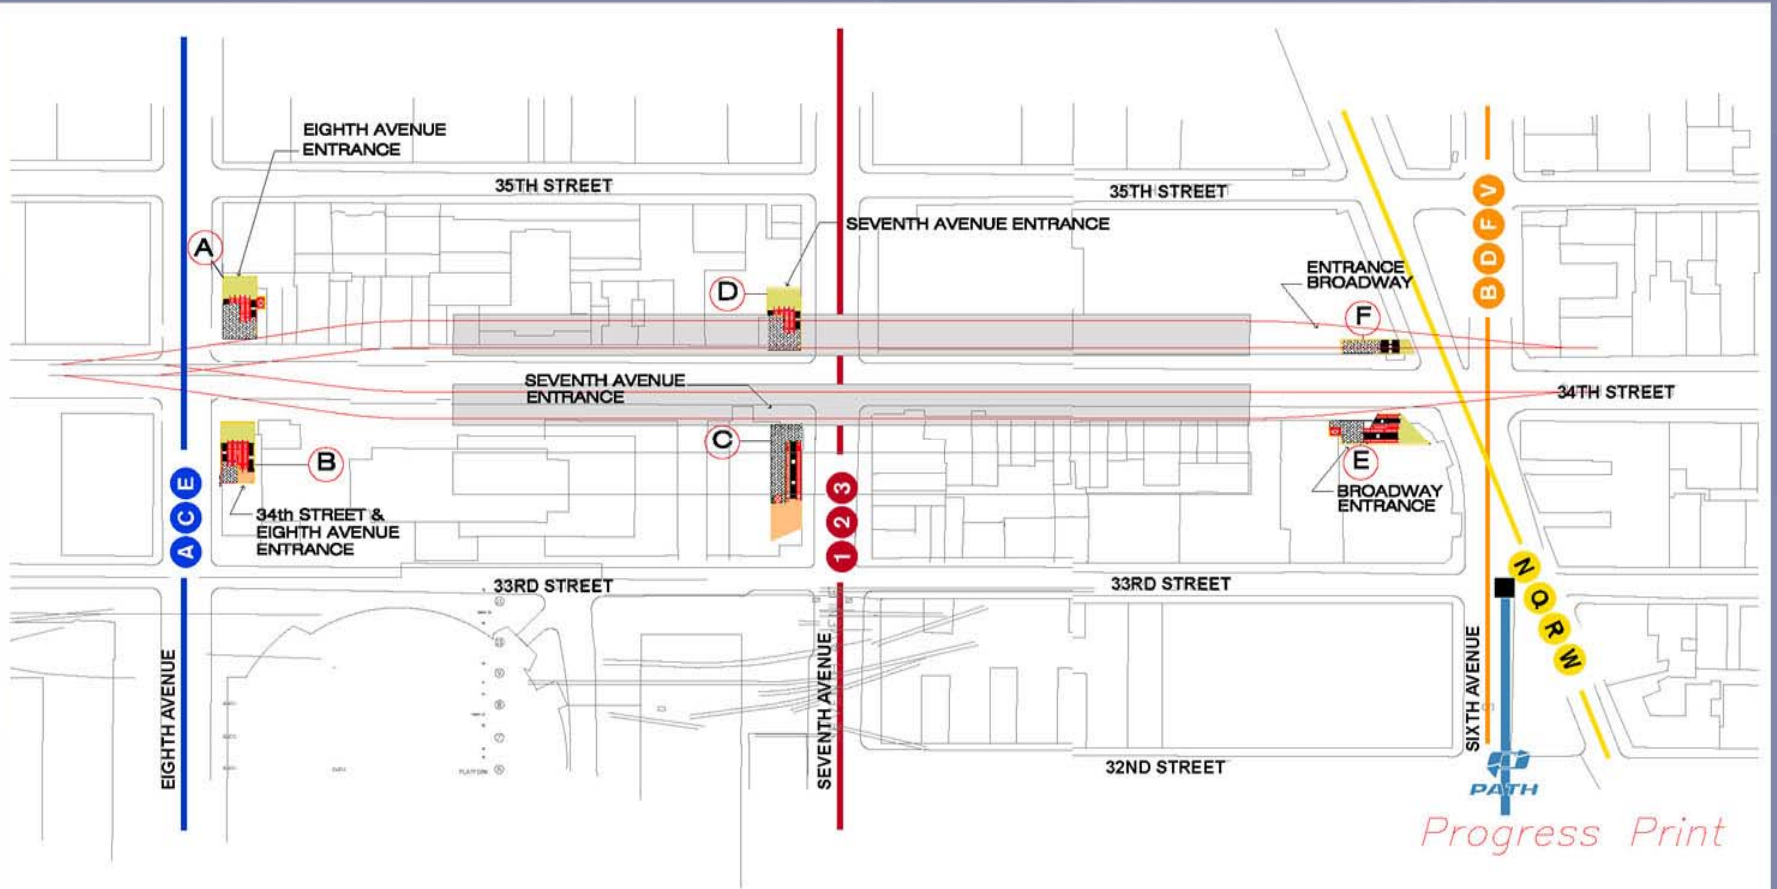 EIGHTH AVENUE
ENTRANCE
35TH STREET
35TH STREET
A
SEVENTH AVENUE ENTRANCE
D
ENTRANCE
BROADWAY
F
V
F
D
B
SEVENTH AVENUE
ENTRANCE
34TH STREET
C
B
E
BROADWAY
ENTRANCE
34th STREET &
EIGHTH AVENUE
ENTRANCE
A C E
1 2 3
33RD STREET
33RD STREET
N
Q
R
W
EIGHTH AVENUE
SEVENTH AVENUE
SIXTH AVENUE
PLATFORM
32ND STREET
PATH
Progress Print